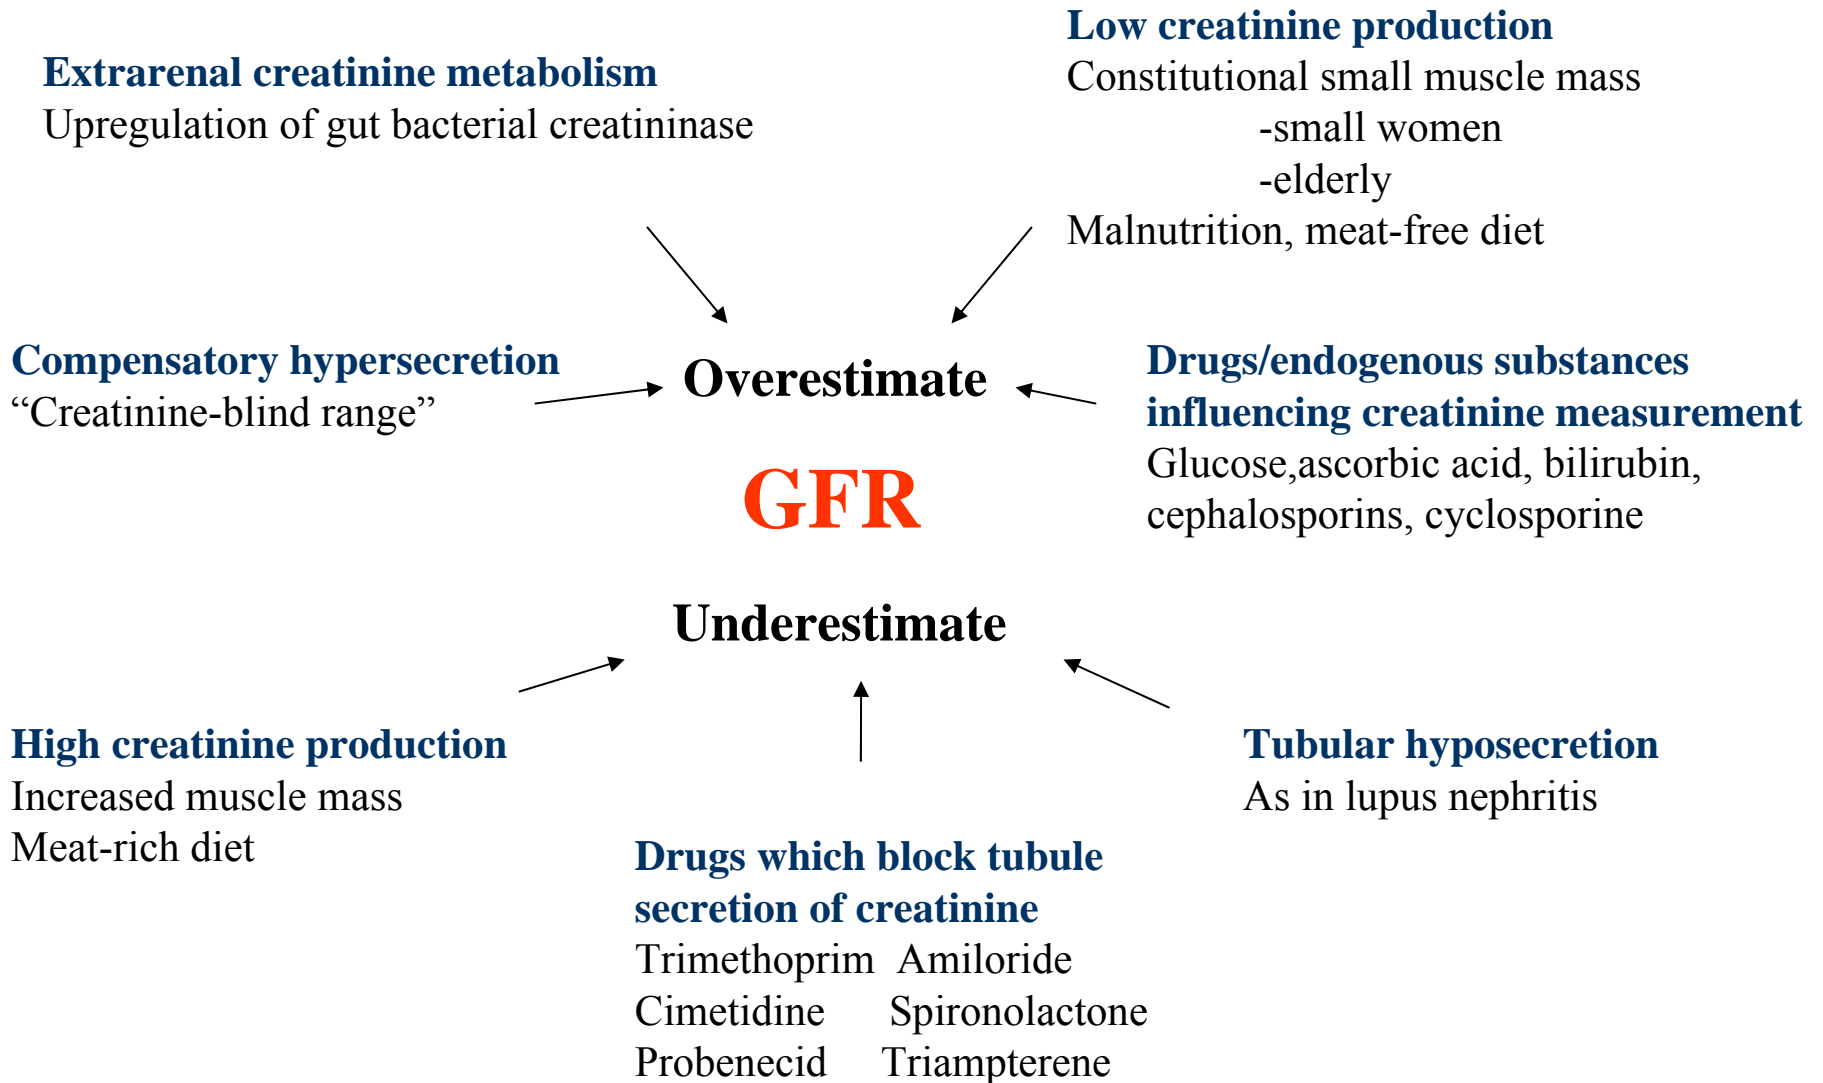 Extrarenal creatinine metabolism
Upregulation of gut bacterial creatininase
Low creatinine production
Constitutional small muscle mass
-small women
-elderly
Malnutrition, meat-free diet
Compensatory hypersecretion
“Creatinine-blind range”
Overestimate
Drugs/endogenous substances
influencing creatinine measurement
Glucose,ascorbic acid, bilirubin,
cephalosporins, cyclosporine
GFR
Underestimate
High creatinine production
Increased muscle mass
Meat-rich diet
Drugs which block tubule
secretion of creatinine
Trimethoprim Amiloride
Cimetidine Spironolactone
Probenecid Triampterene
Tubular hyposecretion
As in lupus nephritis